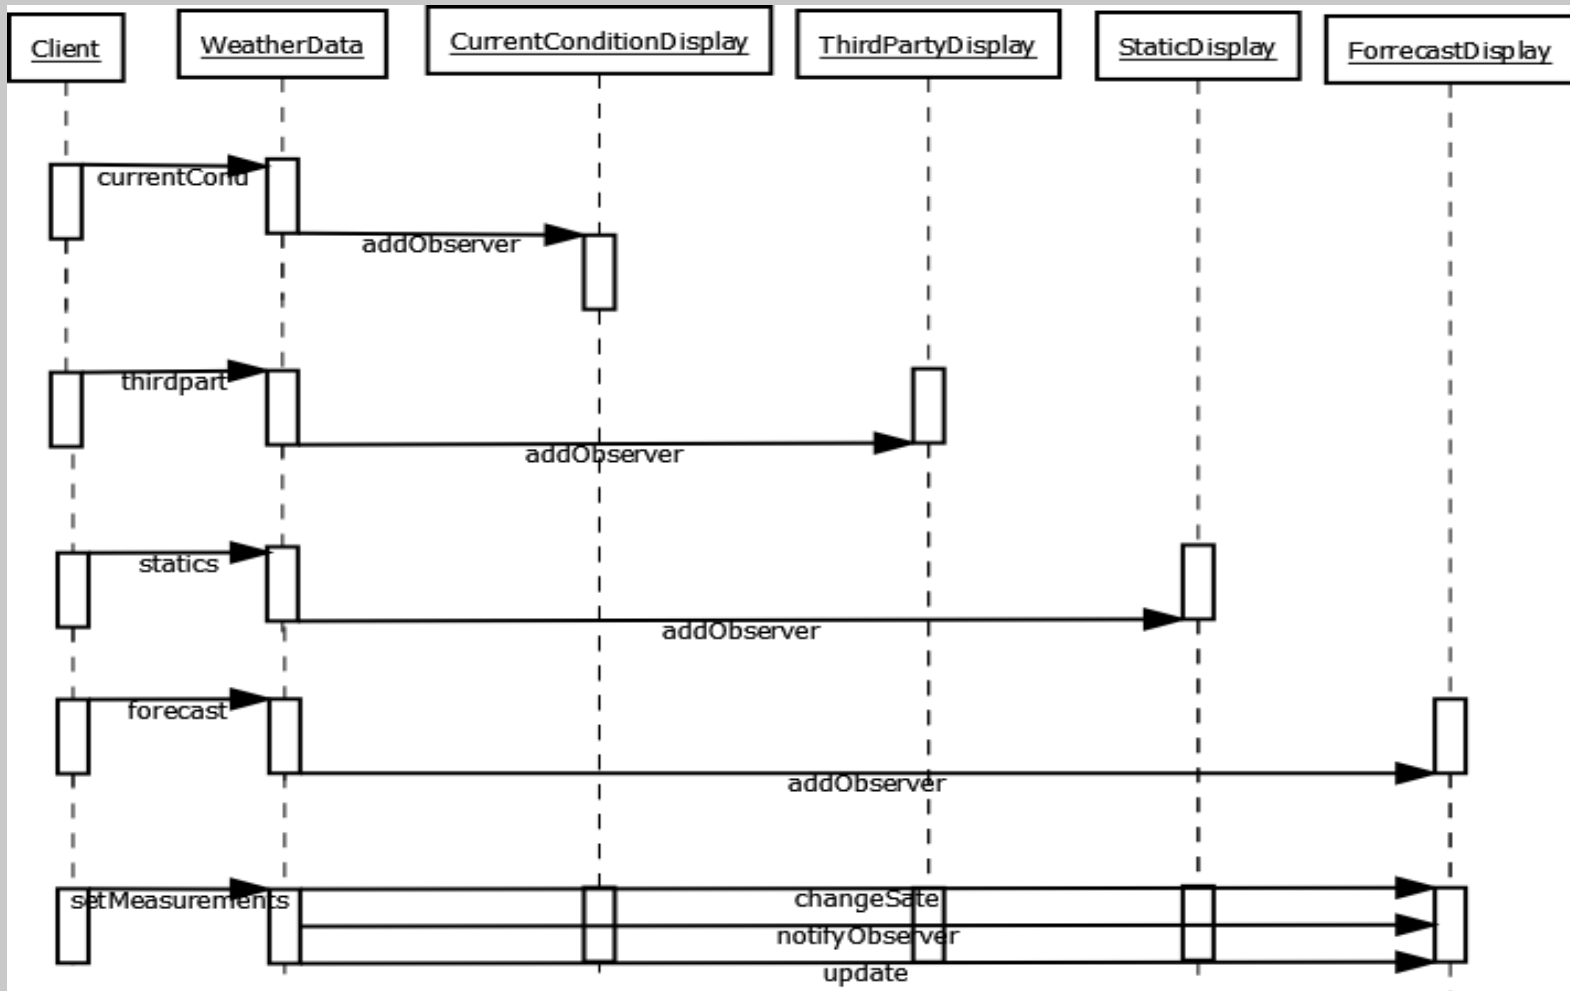 Client
WeatherData
CurrentConditionDisplay
ThirdPartyDisplay
StaticDisplay
ForrecastDisplay
currentCond
addObserver
thirdpart
addObserver
statics
addObserver
forecast
addObserver
setMeasurements
changeSate
notifyObserver
update